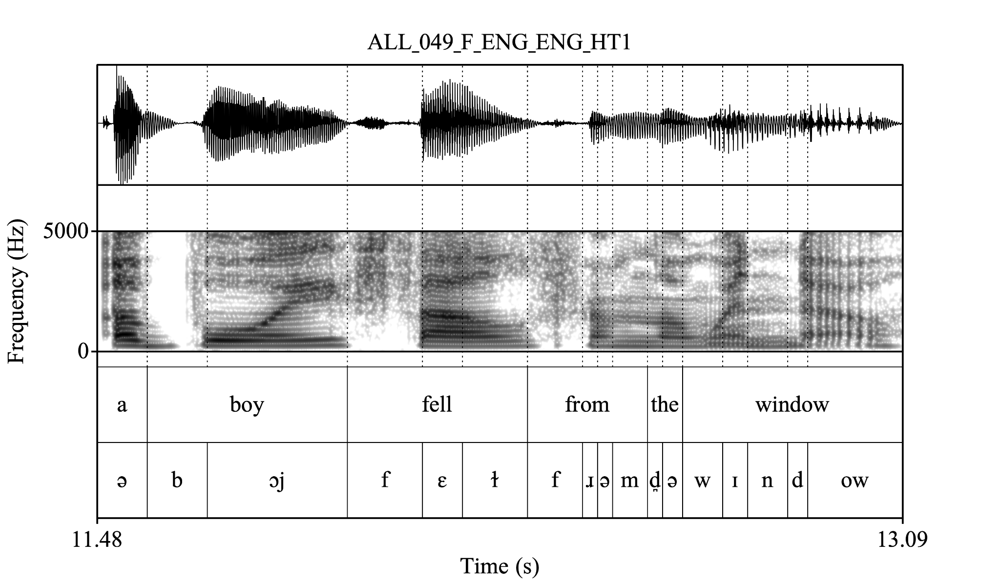 ALL_049_F_ENG_ENG_HT1
Frequency (Hz)
5000
0
a boy fell from the window
ə b ɔj f ɛ ɫ f ɹ ə m d̪ ə w ɪ n d ow
11.48 13.09
Time (s)